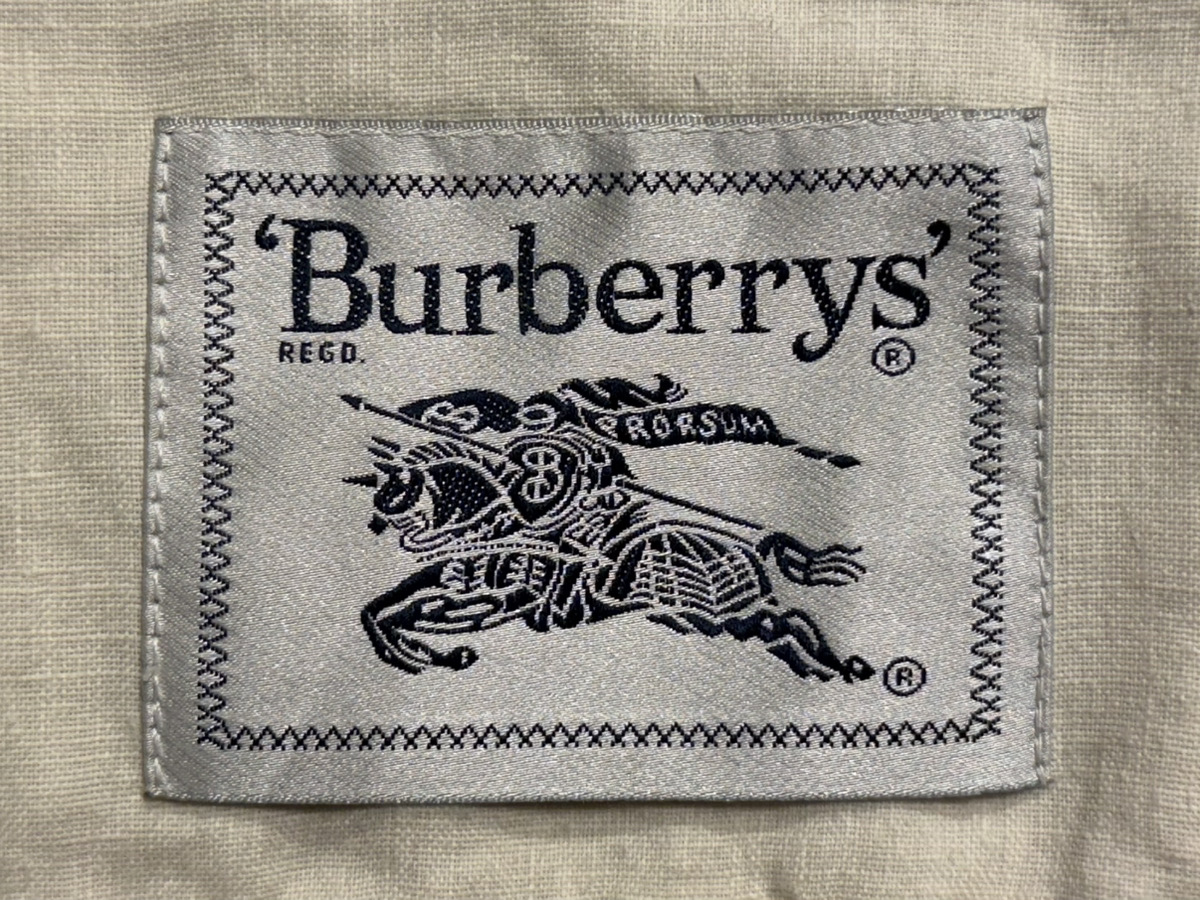 ‘Burberrys’
REGD. ®
PRORSUM
®